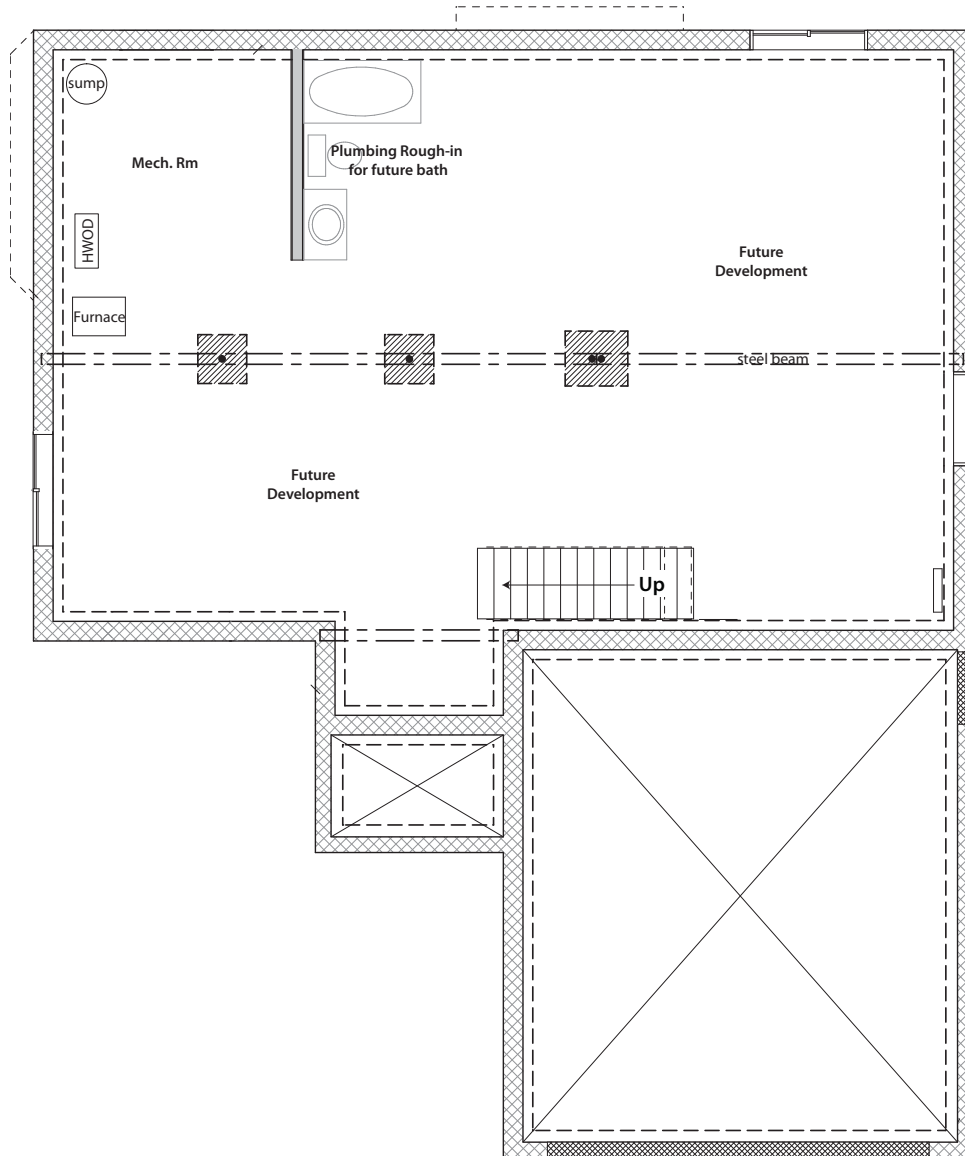 sump
Mech. Rm
Plumbing Rough-in
for future bath
HWOD
Future
Development
Furnace
steel beam
Future
Development
Up